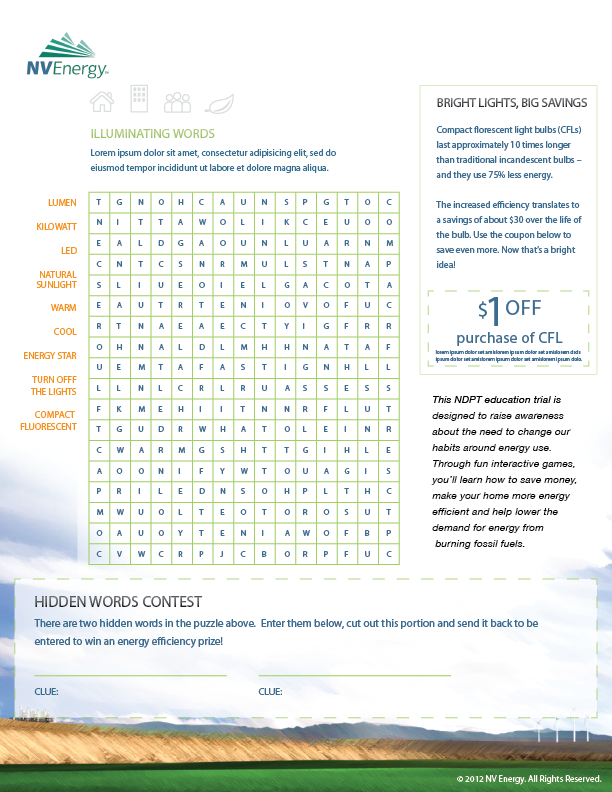 NVEnergy™
ILLUMINATING WORDS
Lorem ipsum dolor sit amet, consectetur adipisicing elit, sed do
eiusmod tempor incididunt ut labore et dolore magna aliqua.
LUMEN
KILOWATT
LED
NATURAL
SUNLIGHT
WARM
COOL
ENERGY STAR
TURN OFFF
THE LIGHTS
COMPACT
FLUORESCENT
T G N O H C A U N S P G T O C
N I T T A W O L I K C E U O O
E A L D G A O U N L U A R N M
C N T C S N R M U L S T N A P
S L I U E O I E L G A C O T A
E A U T R T E N I O V O F U C
R T N A E A E C T Y I G F R R
O H N A L D L M H H N A T A F
U E M T A F A S T I G N H L L
L L N L C R L R U A S S E S S
F K M E H I I T N N R F L U T
T G U D R W H A T O L E I N R
C W A R M G S H T T G I H L E
A O O N I F Y W T O U A G I S
P R I L E D N S O H P L T H C
M W U O L T E O T O R O S U T
O A U O Y T E N I A W O F B P
C V W C R P J C B O R P F U C
BRIGHT LIGHTS, BIG SAVINGS
Compact florescent light bulbs (CFLs)
last approximately 10 times longer
than traditional incandescent bulbs –
and they use 75% less energy.
The increased efficiency translates to
a savings of about $30 over the life of
the bulb. Use the coupon below to
save even more. Now that's a bright
idea!
$1 OFF
purchase of CFL
lorem ipsum dolor set amislorem ipsum dolor set amislorem dsds
ipsum dolor set amislorem ipsum dolor set amislorem ipsum dolo.
This NDPT education trial is
designed to raise awareness
about the need to change our
habits around energy use.
Through fun interactive games,
you'll learn how to save money,
make your home more energy
efficient and help lower the
demand for energy from
burning fossil fuels.
HIDDEN WORDS CONTEST
There are two hidden words in the puzzle above. Enter them below, cut out this portion and send it back to be
entered to win an energy efficiency prize!
CLUE:
CLUE:
© 2012 NV Energy. All Rights Reserved.